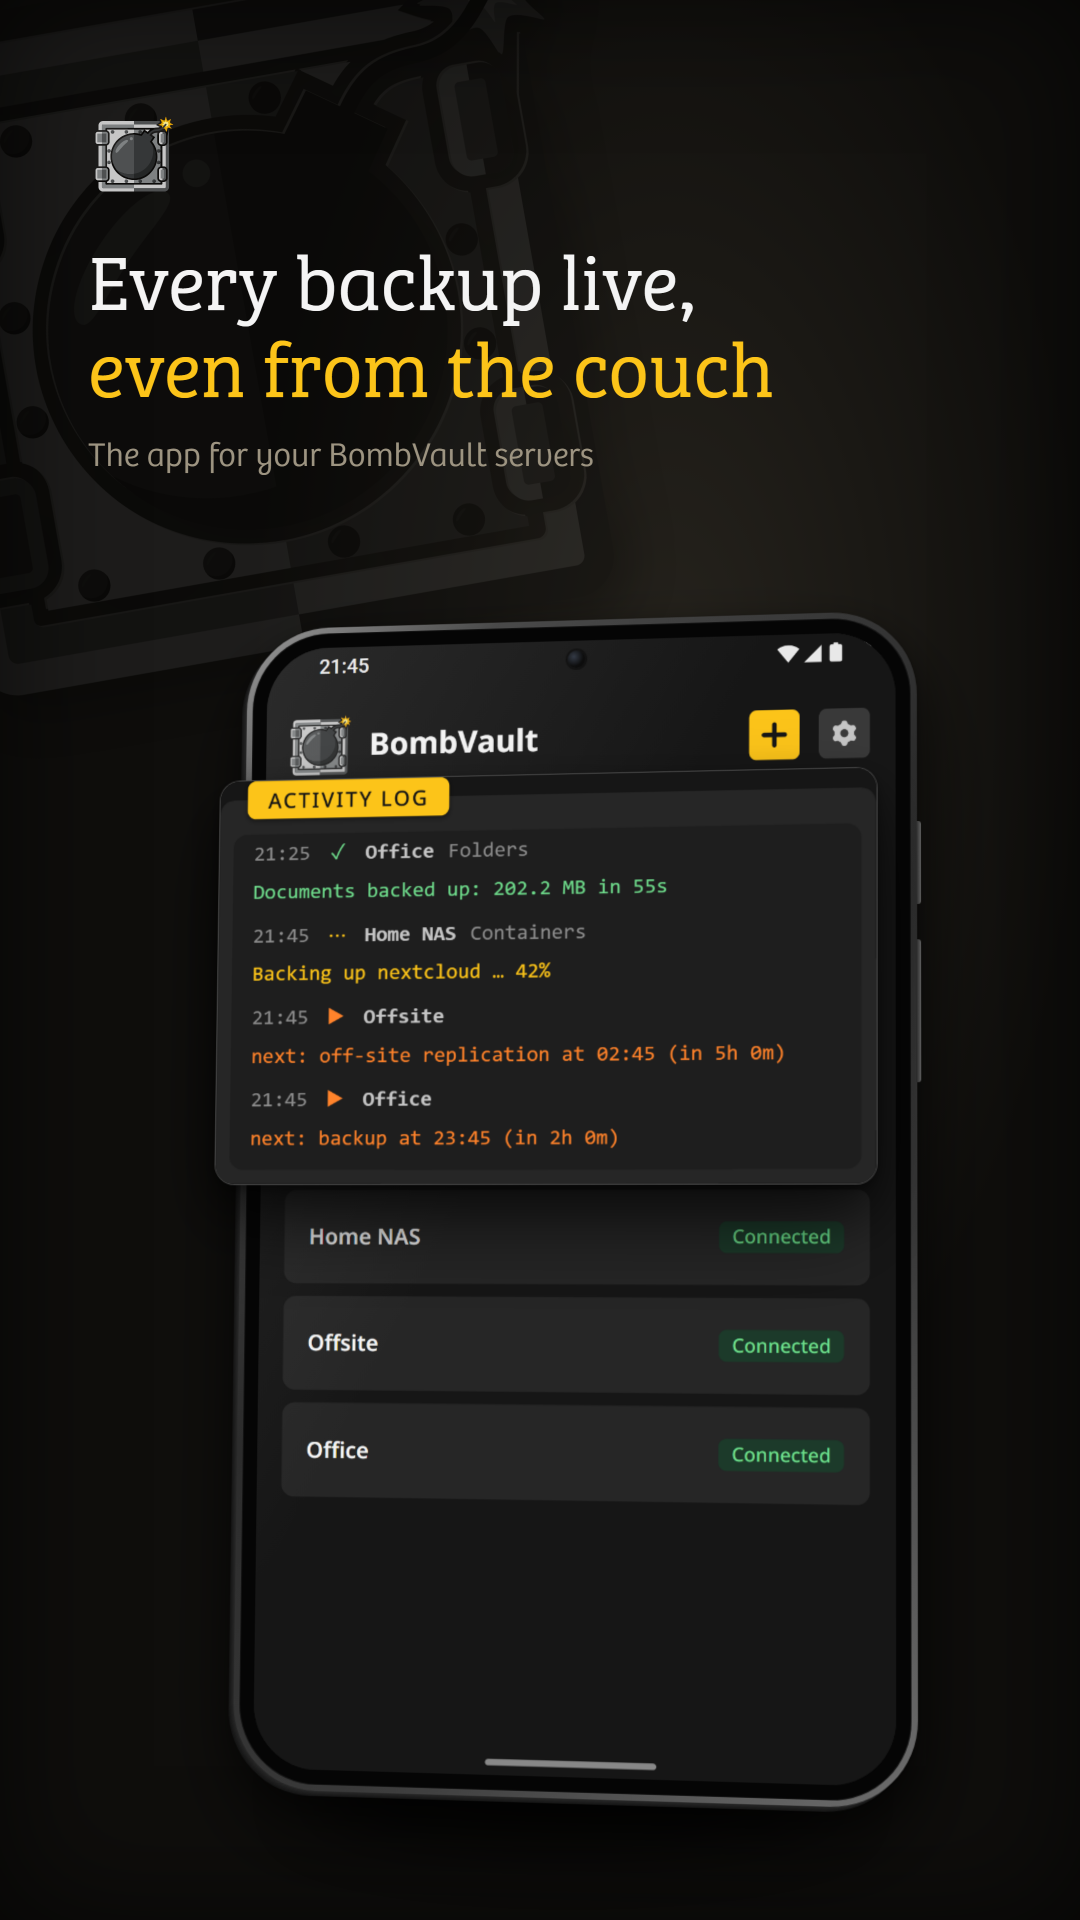 Every backup live,
even from the couch
The app for your BombVault servers
21:45
BombVault
ACTIVITY LOG
21:25 ✓ Office Folders
Documents backed up: 202.2 MB in 55s
21:45 ··· Home NAS Containers
Backing up nextcloud … 42%
21:45 ▶ Offsite
next: off-site replication at 02:45 (in 5h 0m)
21:45 ▶ Office
next: backup at 23:45 (in 2h 0m)
Home NAS Connected
Offsite Connected
Office Connected